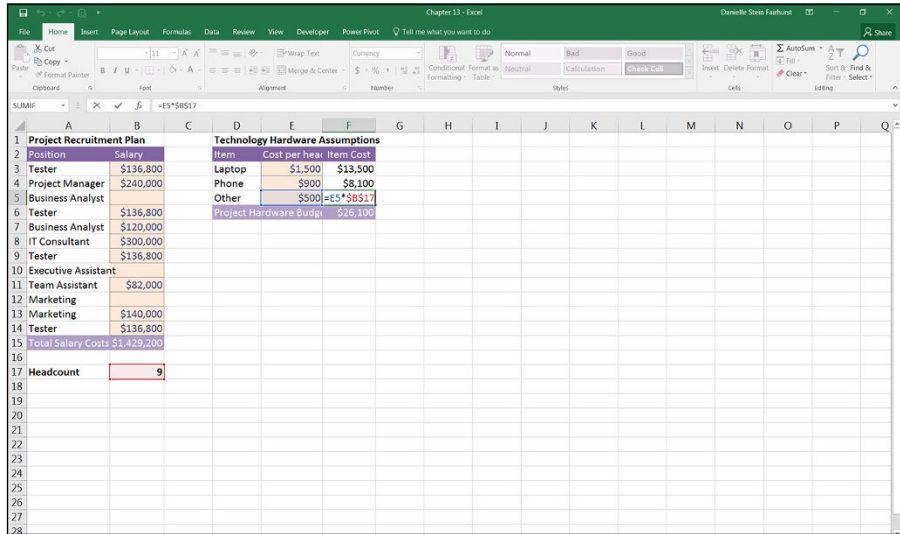 Chapter 13 - Excel
Danielle Stein Fairhurst
File Home Insert Page Layout Formulas Data Review View Developer Power Pivot Tell me what you want to do Share
Paste
Cut
Copy
Format Painter
Clipboard
11 A A
B I U A
Font
Wrap Text
Merge & Center
Alignment
Currency
$ % ,
Number
Conditional Formatting
Format as Table
Normal Bad Good
Neutral Calculation Check Cell
Styles
Insert Delete Format
Cells
AutoSum
Fill
Clear
Sort & Filter
Find & Select
Editing
SUMIF fx =E5*$B$17
A B C D E F G H I J K L M N O P Q
1 Project Recruitment Plan Technology Hardware Assumptions
2 Position Salary Item Cost per head Item Cost
3 Tester $136,800 Laptop $1,500 $13,500
4 Project Manager $240,000 Phone $900 $8,100
5 Business Analyst Other $500 =E5*$B$17
6 Tester $136,800 Project Hardware Budge $26,100
7 Business Analyst $120,000
8 IT Consultant $300,000
9 Tester $136,800
10 Executive Assistant
11 Team Assistant $82,000
12 Marketing
13 Marketing $140,000
14 Tester $136,800
15 Total Salary Costs $1,429,200
16
17 Headcount 9
18
19
20
21
22
23
24
25
26
27
28